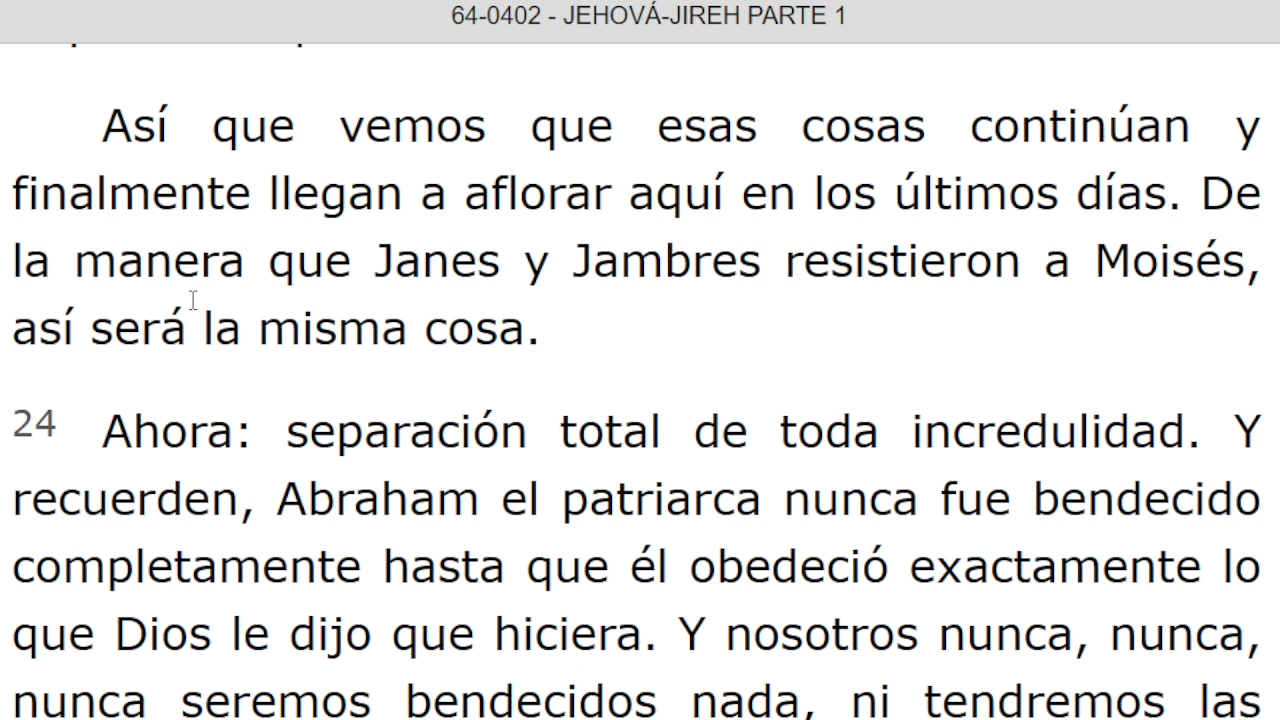 64-0402 - JEHOVÁ-JIREH PARTE 1
Así que vemos que esas cosas continúan y
finalmente llegan a aflorar aquí en los últimos días. De
la manera que Janes y Jambres resistieron a Moisés,
así será la misma cosa.
24 Ahora: separación total de toda incredulidad. Y
recuerden, Abraham el patriarca nunca fue bendecido
completamente hasta que él obedeció exactamente lo
que Dios le dijo que hiciera. Y nosotros nunca, nunca,
nunca seremos bendecidos nada, ni tendremos las